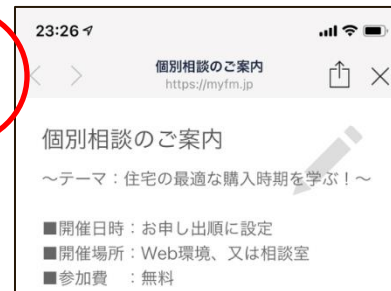 23:26
個別相談のご案内
https://myfm.jp
個別相談のご案内
～テーマ：住宅の最適な購入時期を学ぶ！～
■開催日時：お申し出順に設定
■開催場所：Web環境、又は相談室
■参加費　：無料